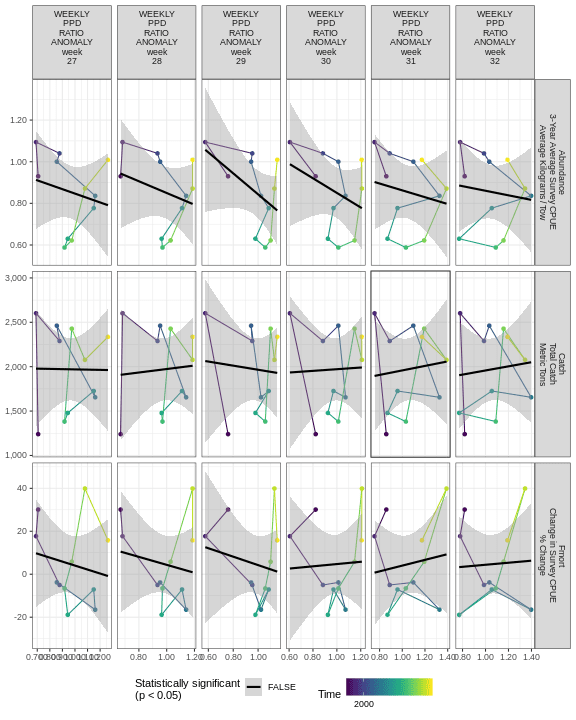 WEEKLY
PPD
RATIO
ANOMALY
week
27
WEEKLY
PPD
RATIO
ANOMALY
week
28
WEEKLY
PPD
RATIO
ANOMALY
week
29
WEEKLY
PPD
RATIO
ANOMALY
week
30
WEEKLY
PPD
RATIO
ANOMALY
week
31
WEEKLY
PPD
RATIO
ANOMALY
week
32
1.20
1.00
0.80
0.60
Abundance
3-Year Average Survey CPUE
Average Kilograms / Tow
3,000
2,500
2,000
1,500
1,000
Catch
Total Catch
Metric Tons
40
20
0
-20
Fmort
Change in Survey CPUE
% Change
0.80 1.00 1.20
0.60 0.80 1.00
0.60 0.80 1.00 1.20
0.80 1.00 1.20 1.40
0.80 1.00 1.20 1.40
Statistically significant
(p < 0.05)
FALSE
Time
2000